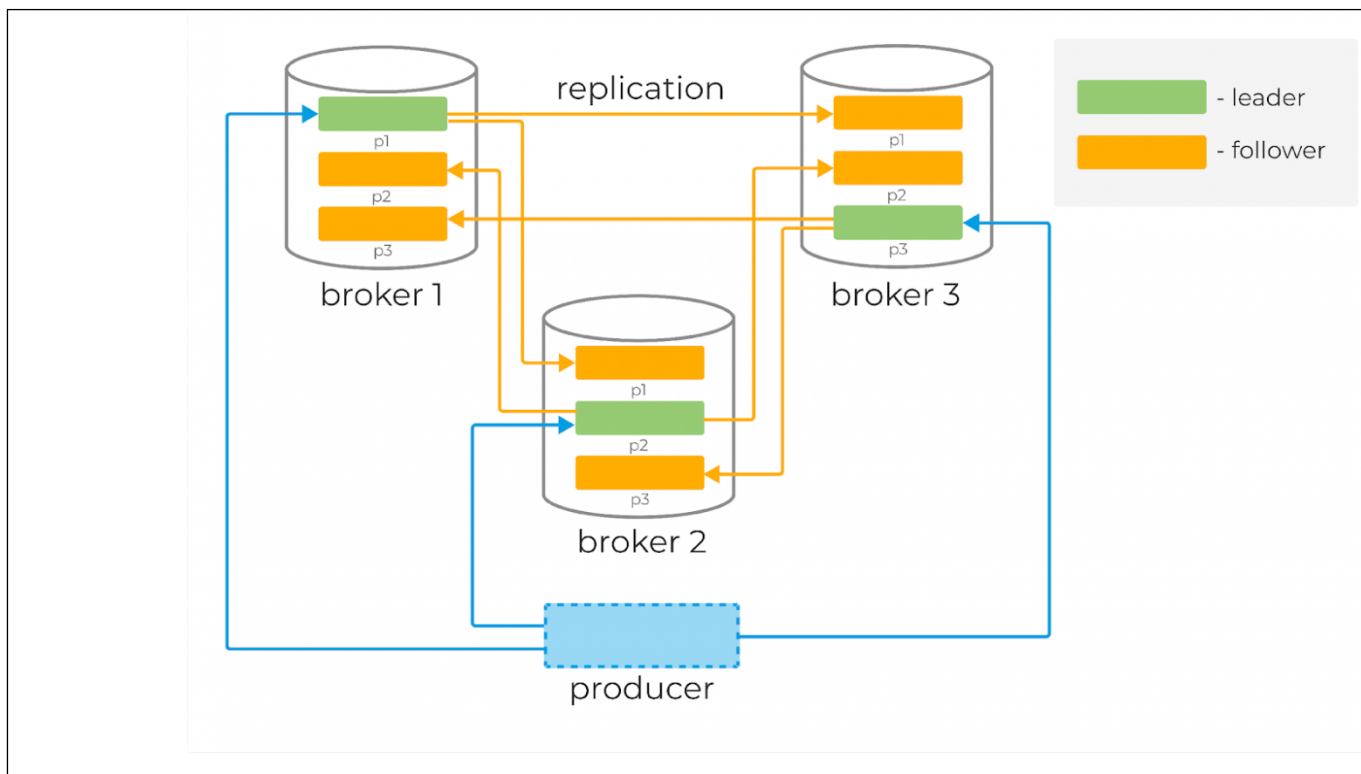 replication
- leader
- follower
p1
p2
p3
broker 1
p1
p2
p3
broker 3
p1
p2
p3
broker 2
producer